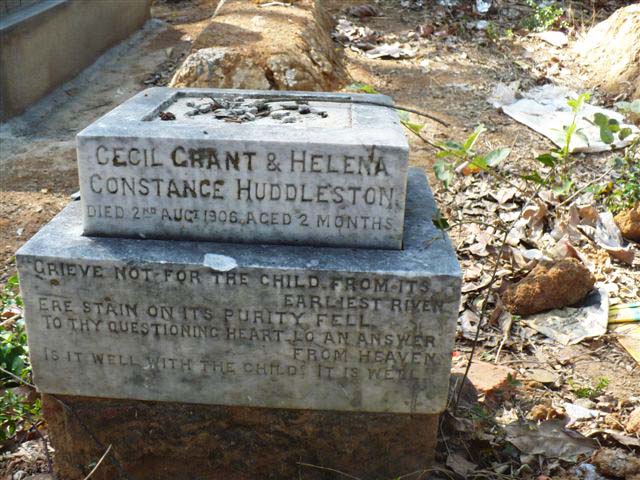 CECIL GRANT & HELENA
CONSTANCE HUDDLESTON
DIED 2ND AUGT 1906, AGED 2 MONTHS.
GRIEVE NOT FOR THE CHILD FROM ITS
EARLIEST RIVEN
ERE STAIN ON ITS PURITY FELL
TO THY QUESTIONING HEART LO AN ANSWER
FROM HEAVEN
IS IT WELL WITH THE CHILD? IT IS WELL